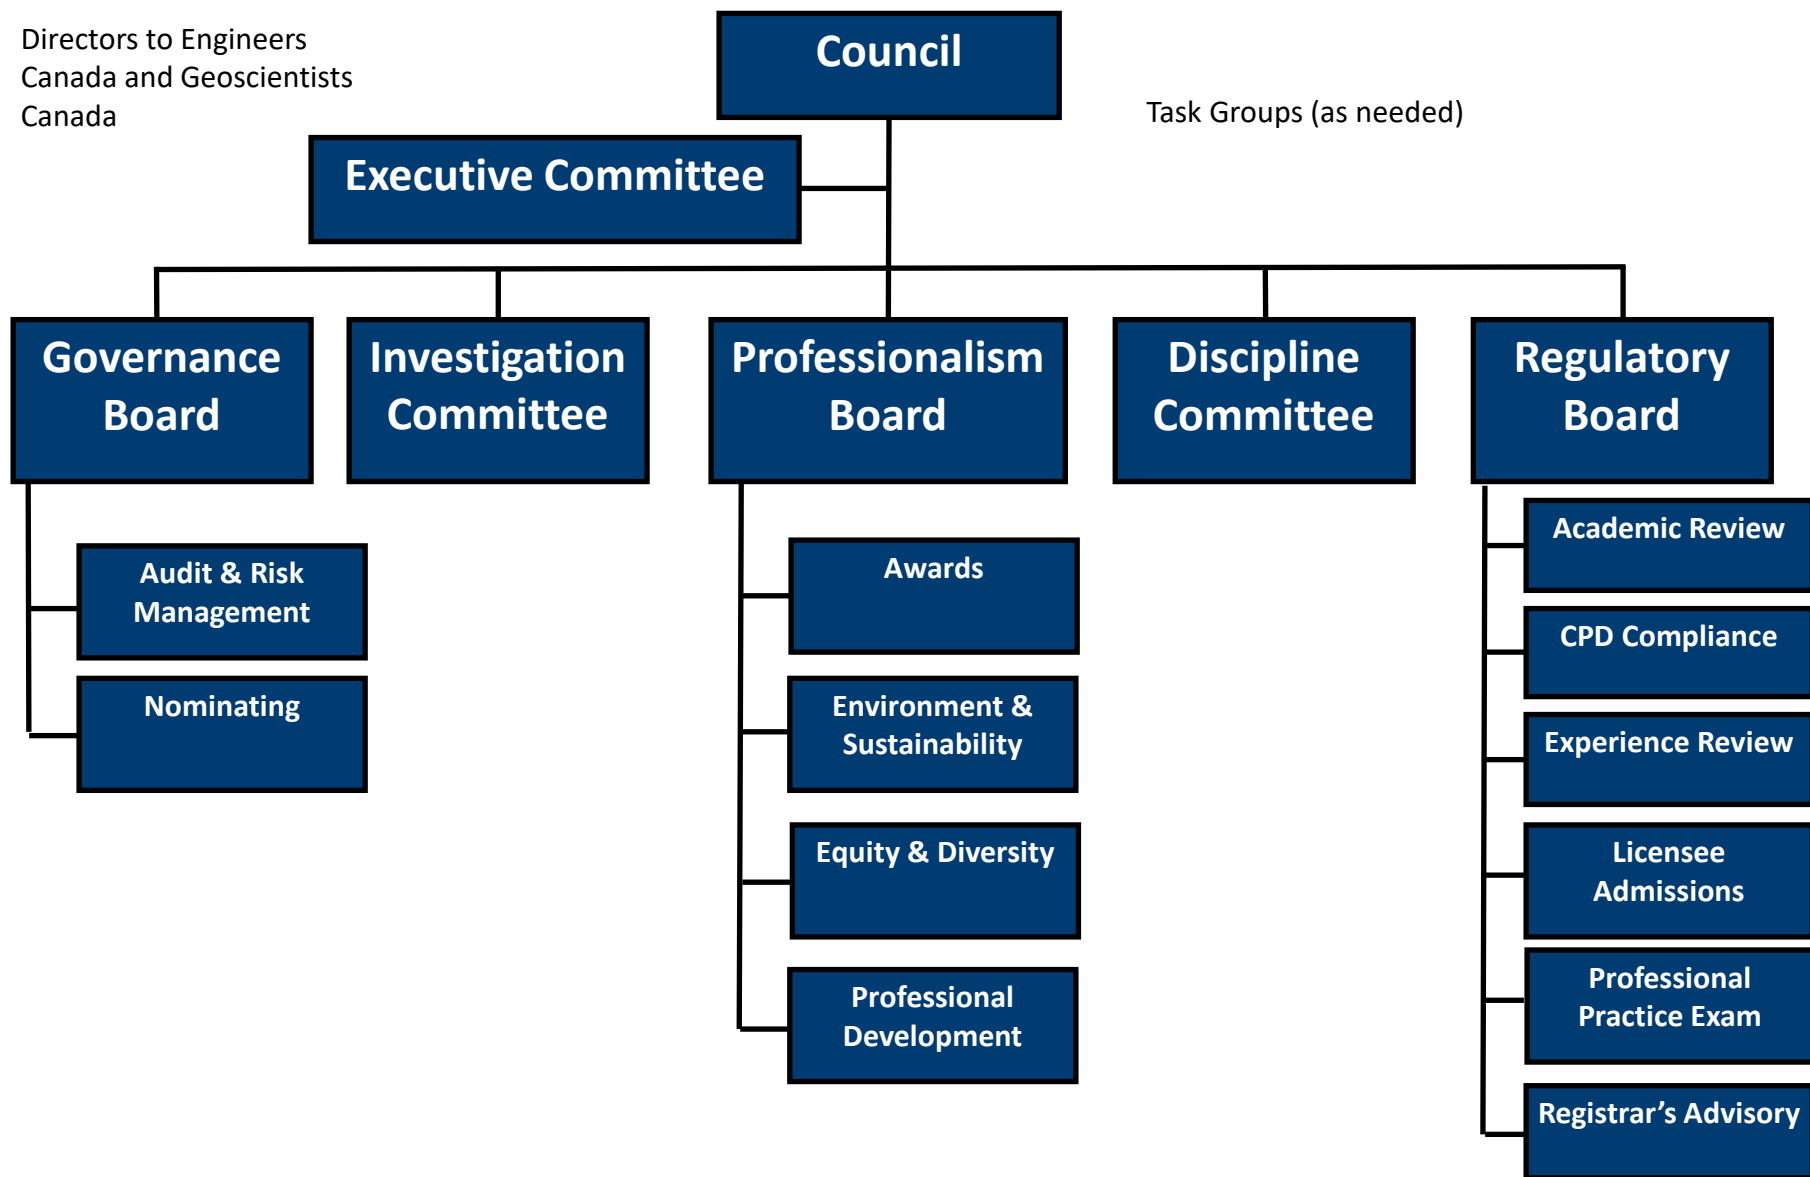 Directors to Engineers
Canada and Geoscientists
Canada
Council
Task Groups (as needed)
Executive Committee
Governance
Board
Investigation
Committee
Professionalism
Board
Discipline
Committee
Regulatory
Board
Audit & Risk
Management
Nominating
Awards
Environment &
Sustainability
Equity & Diversity
Professional
Development
Academic Review
CPD Compliance
Experience Review
Licensee
Admissions
Professional
Practice Exam
Registrar’s Advisory